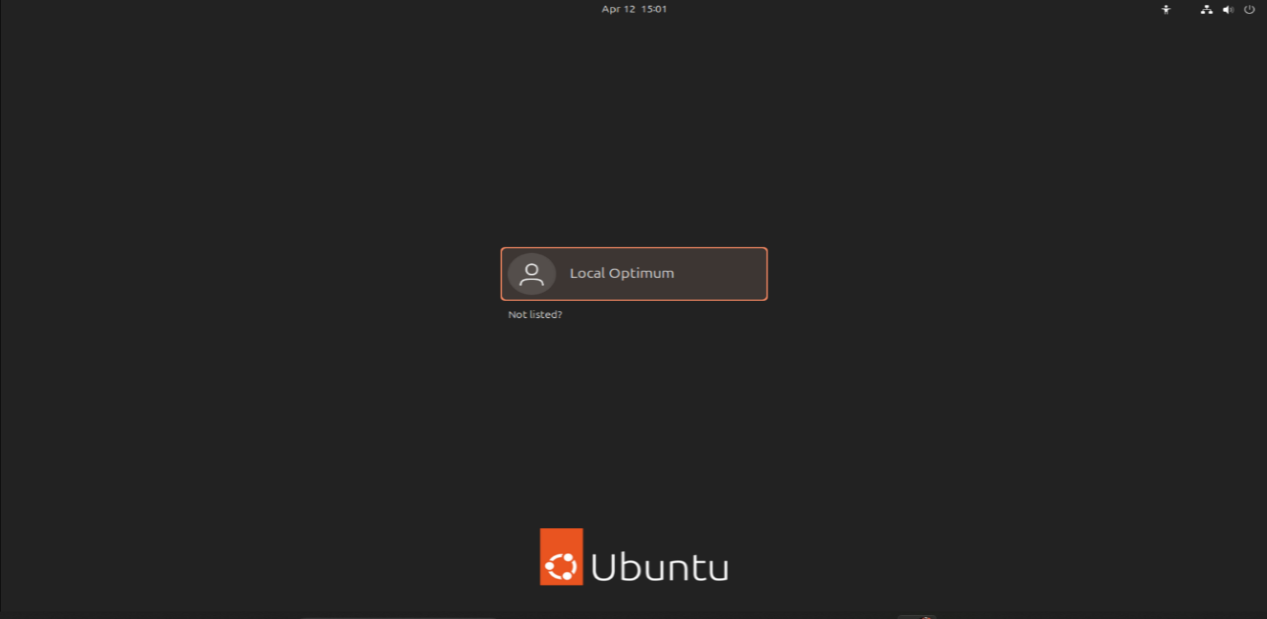 Apr 12 15:01
Local Optimum
Not listed?
Ubuntu